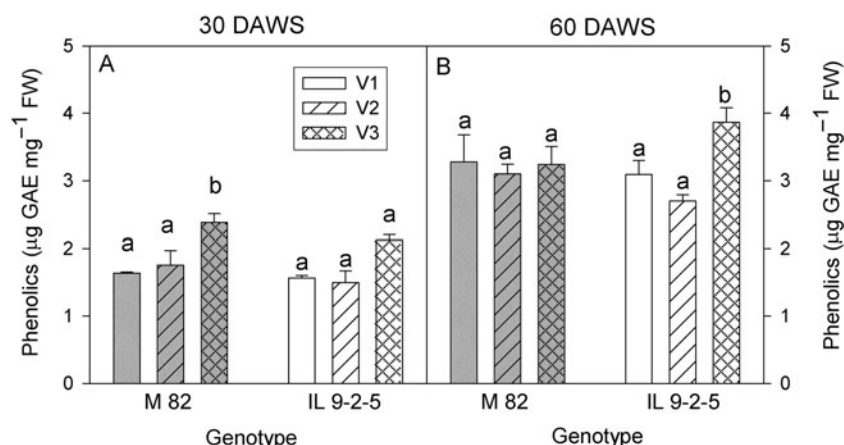 30 DAWS
60 DAWS
Phenolics (µg GAE mg⁻¹ FW)
5
4
3
2
1
0
A
V1
V2
V3
a
a
b
a
a
a
M 82
IL 9-2-5
Genotype
B
a
a
a
a
a
b
M 82
IL 9-2-5
Genotype
5
4
3
2
1
0
Phenolics (µg GAE mg⁻¹ FW)